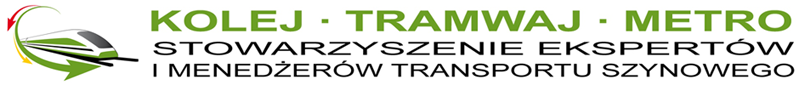 KOLEJ · TRAMWAJ · METRO
STOWARZYSZENIE EKSPERTÓW
I MENEDŻERÓW TRANSPORTU SZYNOWEGO